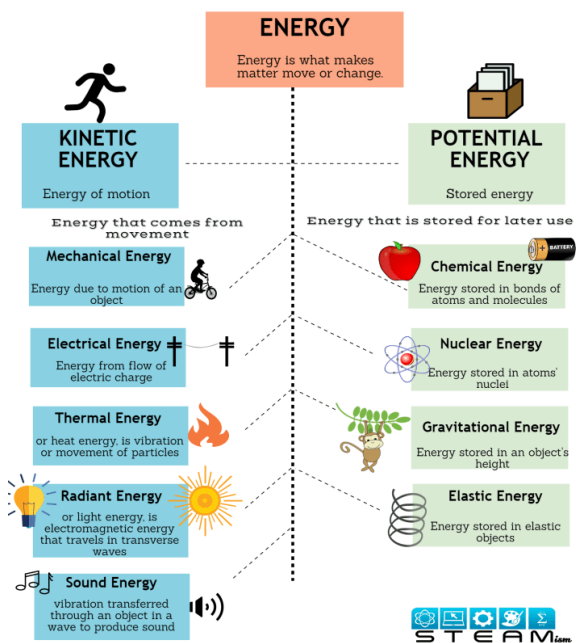 ENERGY
Energy is what makes
matter move or change.
KINETIC
ENERGY
Energy of motion
POTENTIAL
ENERGY
Stored energy
Energy that comes from
movement
Energy that is stored for later use
Mechanical Energy
Energy due to motion of an
object
BATTERY
Chemical Energy
Energy stored in bonds of
atoms and molecules
Electrical Energy
Energy from flow of
electric charge
Nuclear Energy
Energy stored in atoms'
nuclei
Thermal Energy
or heat energy, is vibration
or movement of particles
Gravitational Energy
Energy stored in an object's
height
Radiant Energy
or light energy, is
electromagnetic energy
that travels in transverse
waves
Elastic Energy
Energy stored in elastic
objects
Sound Energy
vibration transferred
through an object in a
wave to produce sound
STEAMism